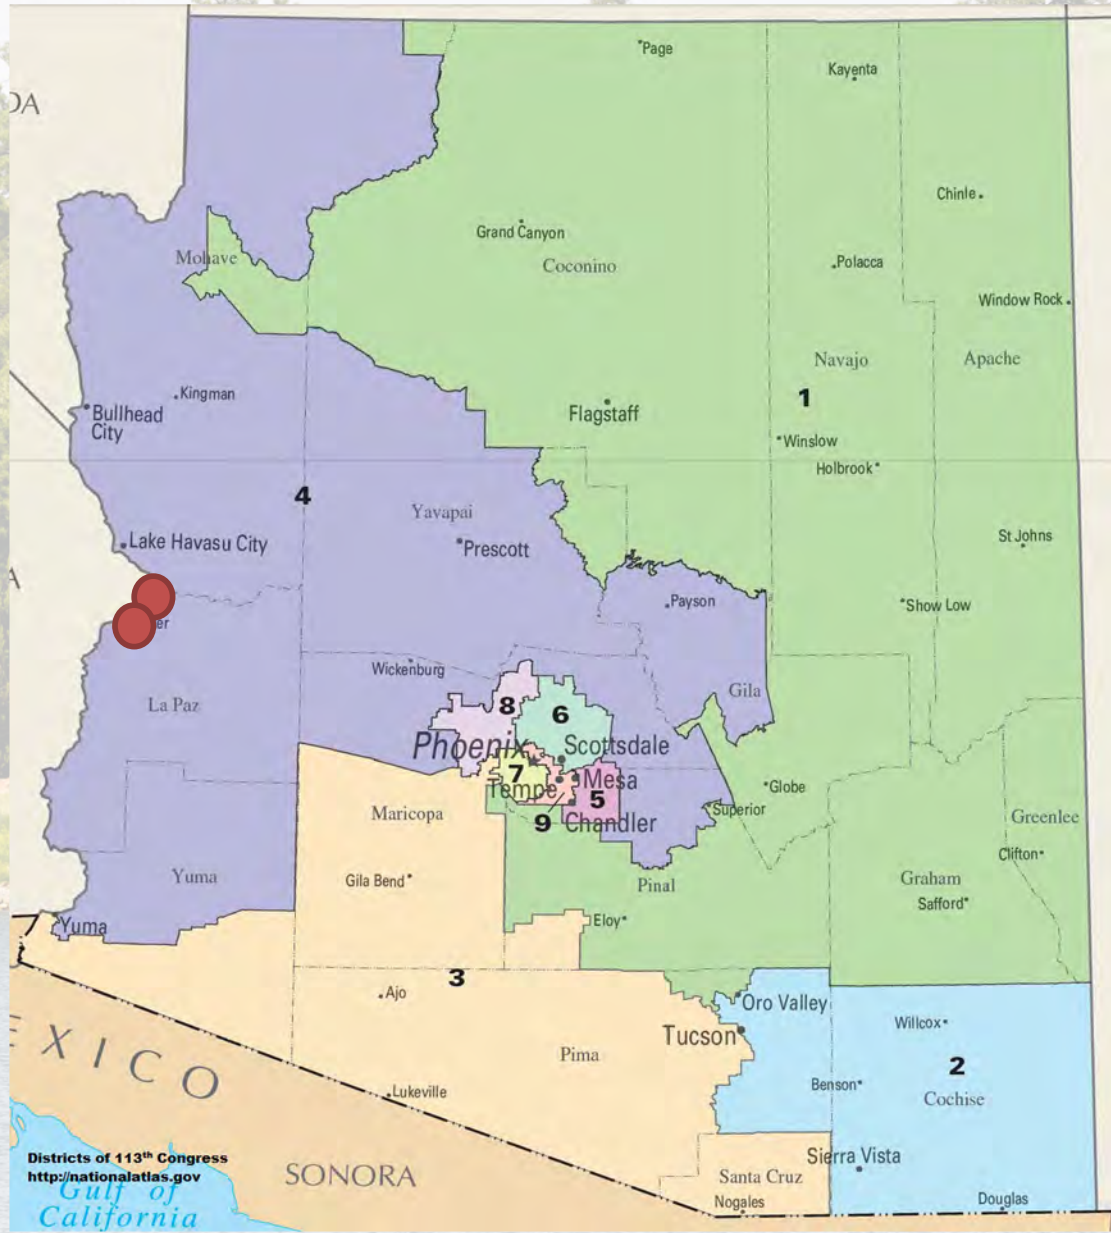 Page
Kayenta
DA
Chinle
Grand Canyon
Mohave
Coconino
Polacca
Window Rock
Navajo
Apache
1
Kingman
Bullhead
City
Flagstaff
Winslow
Holbrook
4
Yavapai
Lake Havasu City
Prescott
St Johns
A
Payson
Show Low
er
Wickenburg
Gila
La Paz
8
6
Phoenix
Scottsdale
7
Mesa
Tempe
5
Globe
Maricopa
9
Chandler
Superior
Greenlee
Clifton
Yuma
Gila Bend
Pinal
Graham
Safford
Eloy
Yuma
3
Ajo
Oro Valley
Willcox
Tucson
EXICO
Pima
2
Benson
Cochise
Lukeville
Districts of 113th Congress
http://nationalatlas.gov
Sierra Vista
SONORA
Santa Cruz
Gulf of
California
Nogales
Douglas